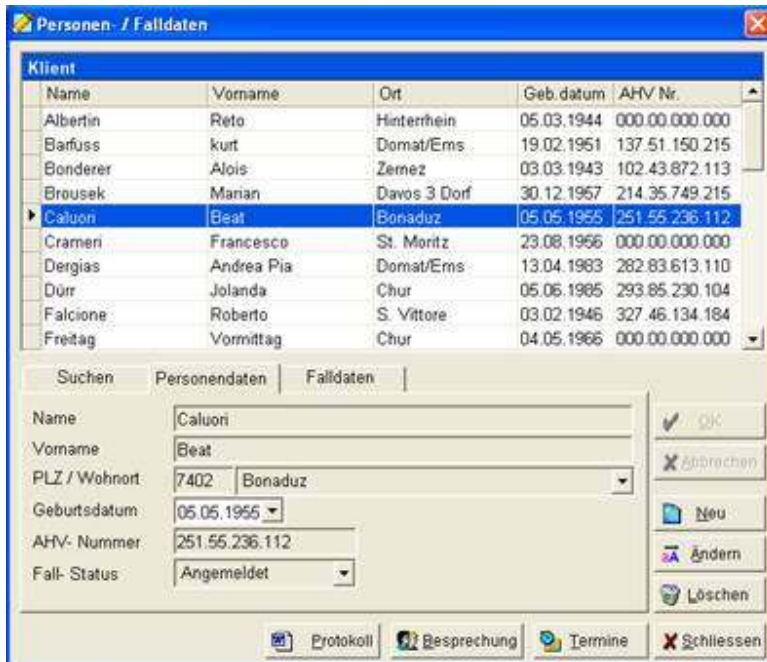 Personen- / Falldaten
Klient
Name Vorname Ort Geb.datum AHV Nr.
Albertin Reto Hinterrhein 05.03.1944 000.00.000.000
Barfuss kurt Domat/Ems 19.02.1951 137.51.150.215
Bonderer Alois Zernez 03.03.1943 102.43.872.113
Brousek Marian Davos 3 Dorf 30.12.1957 214.35.749.215
Caluori Beat Bonaduz 05.05.1955 251.55.236.112
Crameri Francesco St. Moritz 23.08.1956 000.00.000.000
Dergias Andrea Pia Domat/Ems 13.04.1983 282.83.613.110
Dürr Jolanda Chur 05.06.1985 293.85.230.104
Falcione Roberto S. Vittore 03.02.1946 327.46.134.184
Freitag Vormittag Chur 04.05.1966 000.00.000.000
Suchen Personendaten Falldaten
Name Caluori
Vorname Beat
PLZ / Wohnort 7402 Bonaduz
Geburtsdatum 05.05.1955
AHV- Nummer 251.55.236.112
Fall- Status Angemeldet
OK
Abbrechen
Neu
Ändern
Löschen
Protokoll Besprechung Termine Schliessen